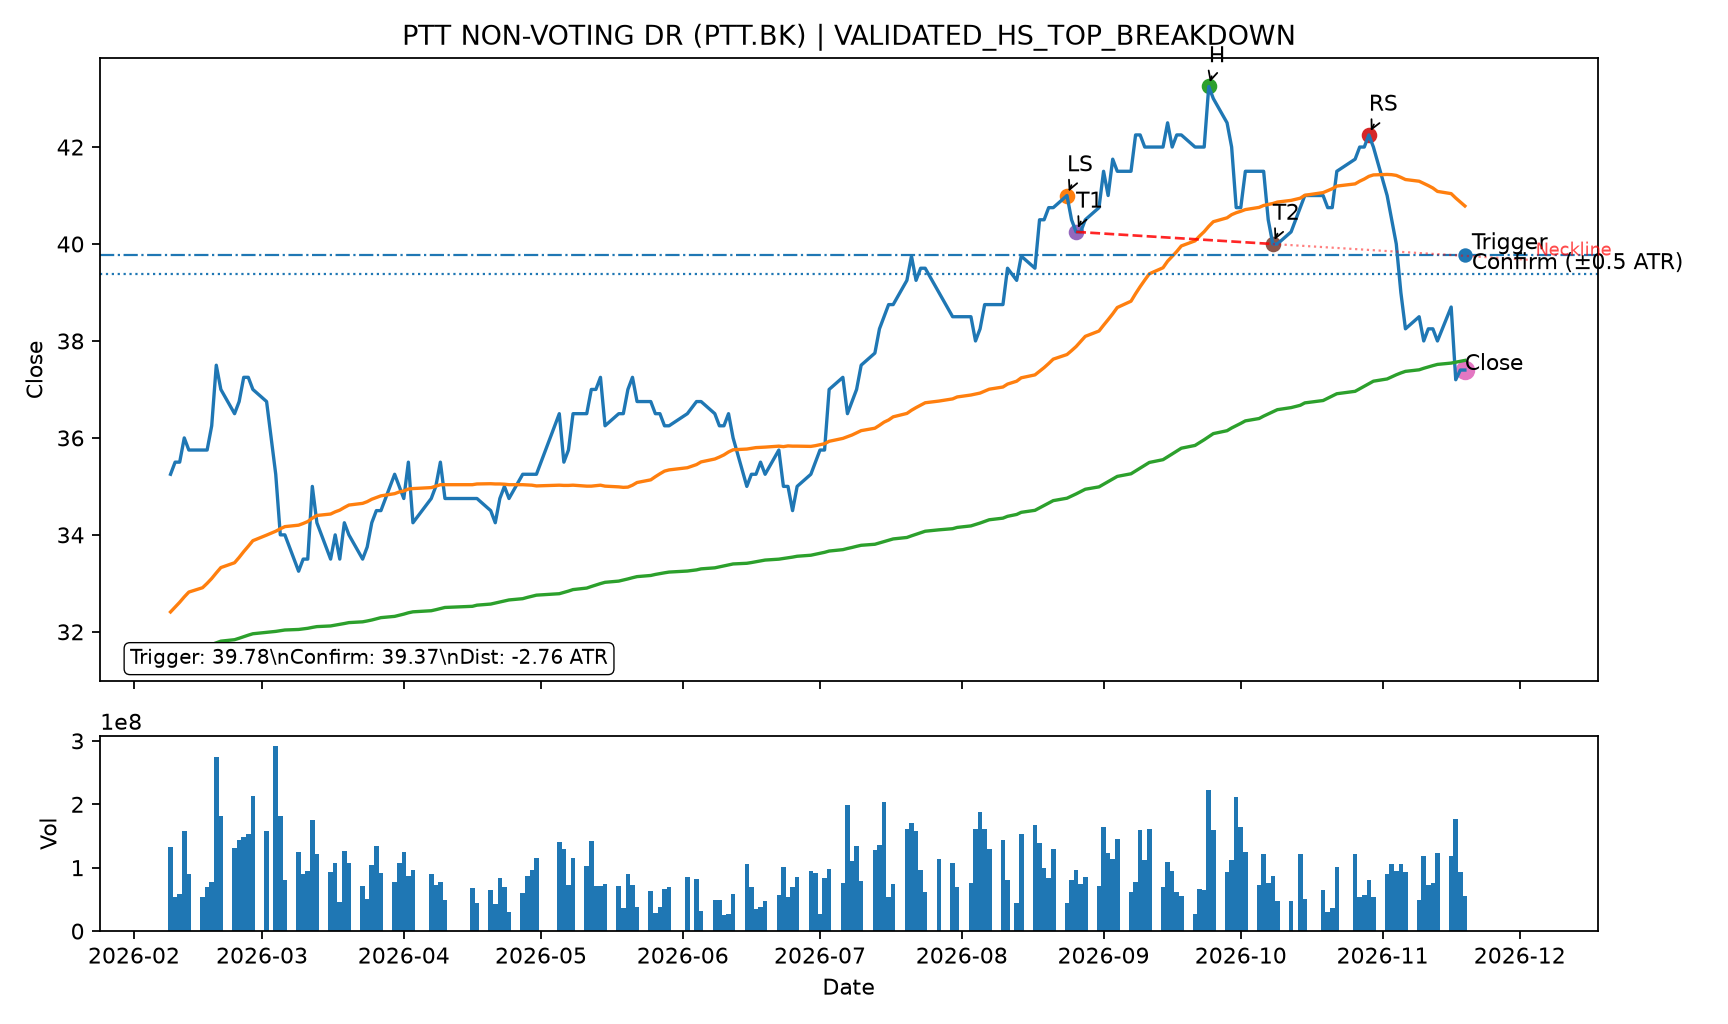 PTT NON-VOTING DR (PTT.BK) | VALIDATED_HS_TOP_BREAKDOWN
H
RS
LS
T1
T2
Trigger
Neckline
Confirm (±0.5 ATR)
Close
Close
42
40
38
36
34
32
Trigger: 39.78\nConfirm: 39.37\nDist: -2.76 ATR
1e8
Vol
3
2
1
0
2026-02 2026-03 2026-04 2026-05 2026-06 2026-07 2026-08 2026-09 2026-10 2026-11 2026-12
Date